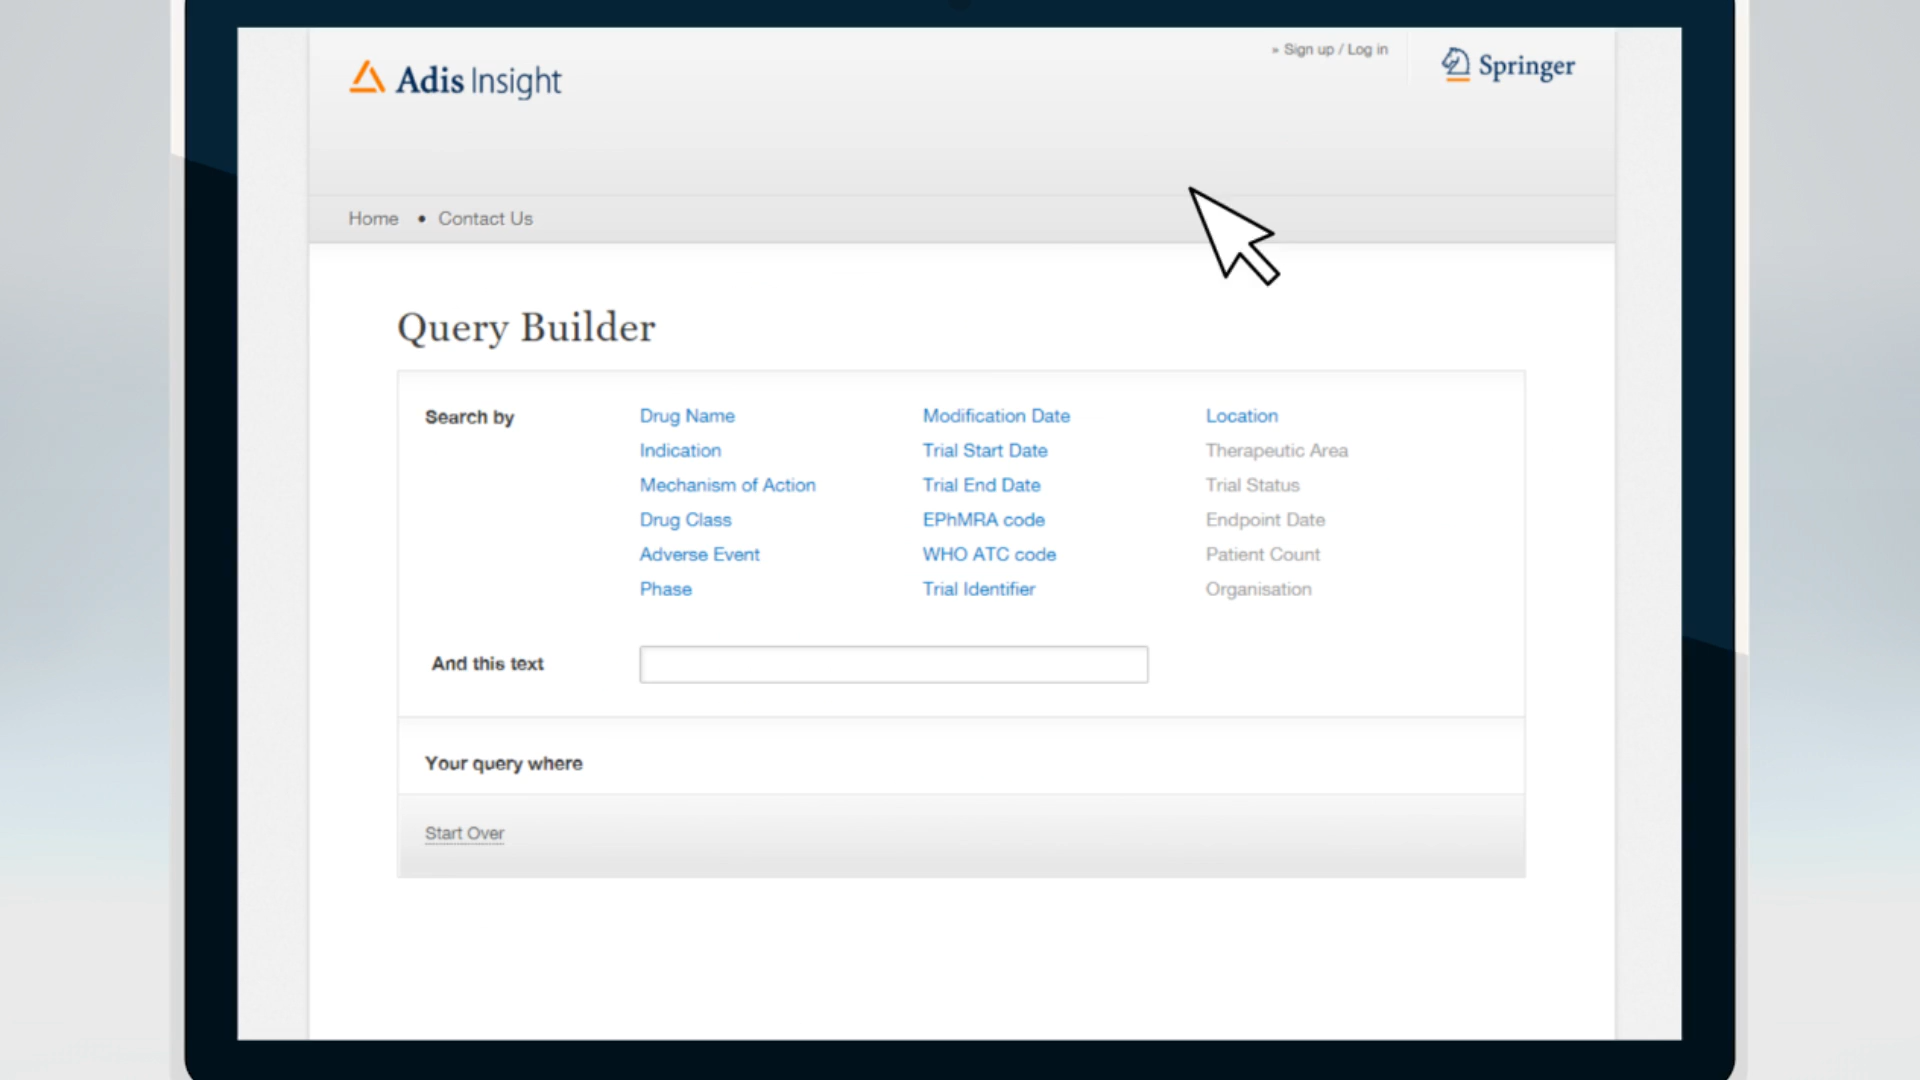 » Sign up / Log in
Springer
Adis Insight
Home • Contact Us
Query Builder
Search by
Drug Name
Indication
Mechanism of Action
Drug Class
Adverse Event
Phase
Modification Date
Trial Start Date
Trial End Date
EPhMRA code
WHO ATC code
Trial Identifier
Location
Therapeutic Area
Trial Status
Endpoint Date
Patient Count
Organisation
And this text
Your query where
Start Over